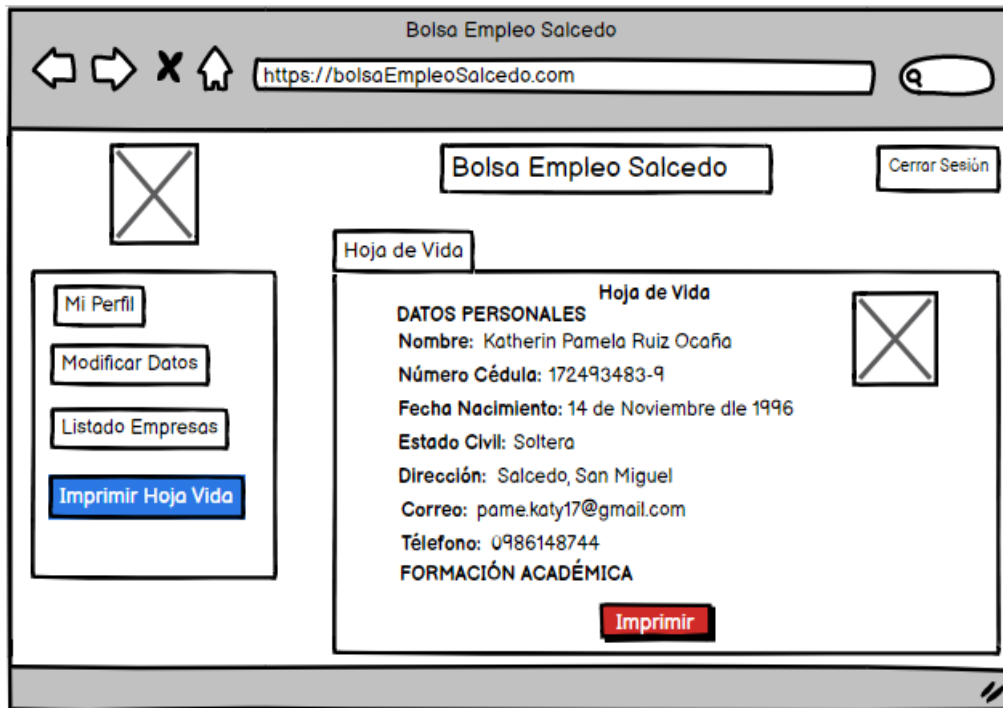 Bolsa Empleo Salcedo
https://bolsaEmpleoSalcedo.com
Bolsa Empleo Salcedo
Cerrar Sesión
Hoja de Vida
Mi Perfil
Modificar Datos
Listado Empresas
Imprimir Hoja Vida
Hoja de Vida
DATOS PERSONALES
Nombre: Katherin Pamela Ruiz Ocaña
Número Cédula: 172493483-9
Fecha Nacimiento: 14 de Noviembre dle 1996
Estado Civil: Soltera
Dirección: Salcedo, San Miguel
Correo: pame.katy17@gmail.com
Télefono: 0986148744
FORMACIÓN ACADÉMICA
Imprimir